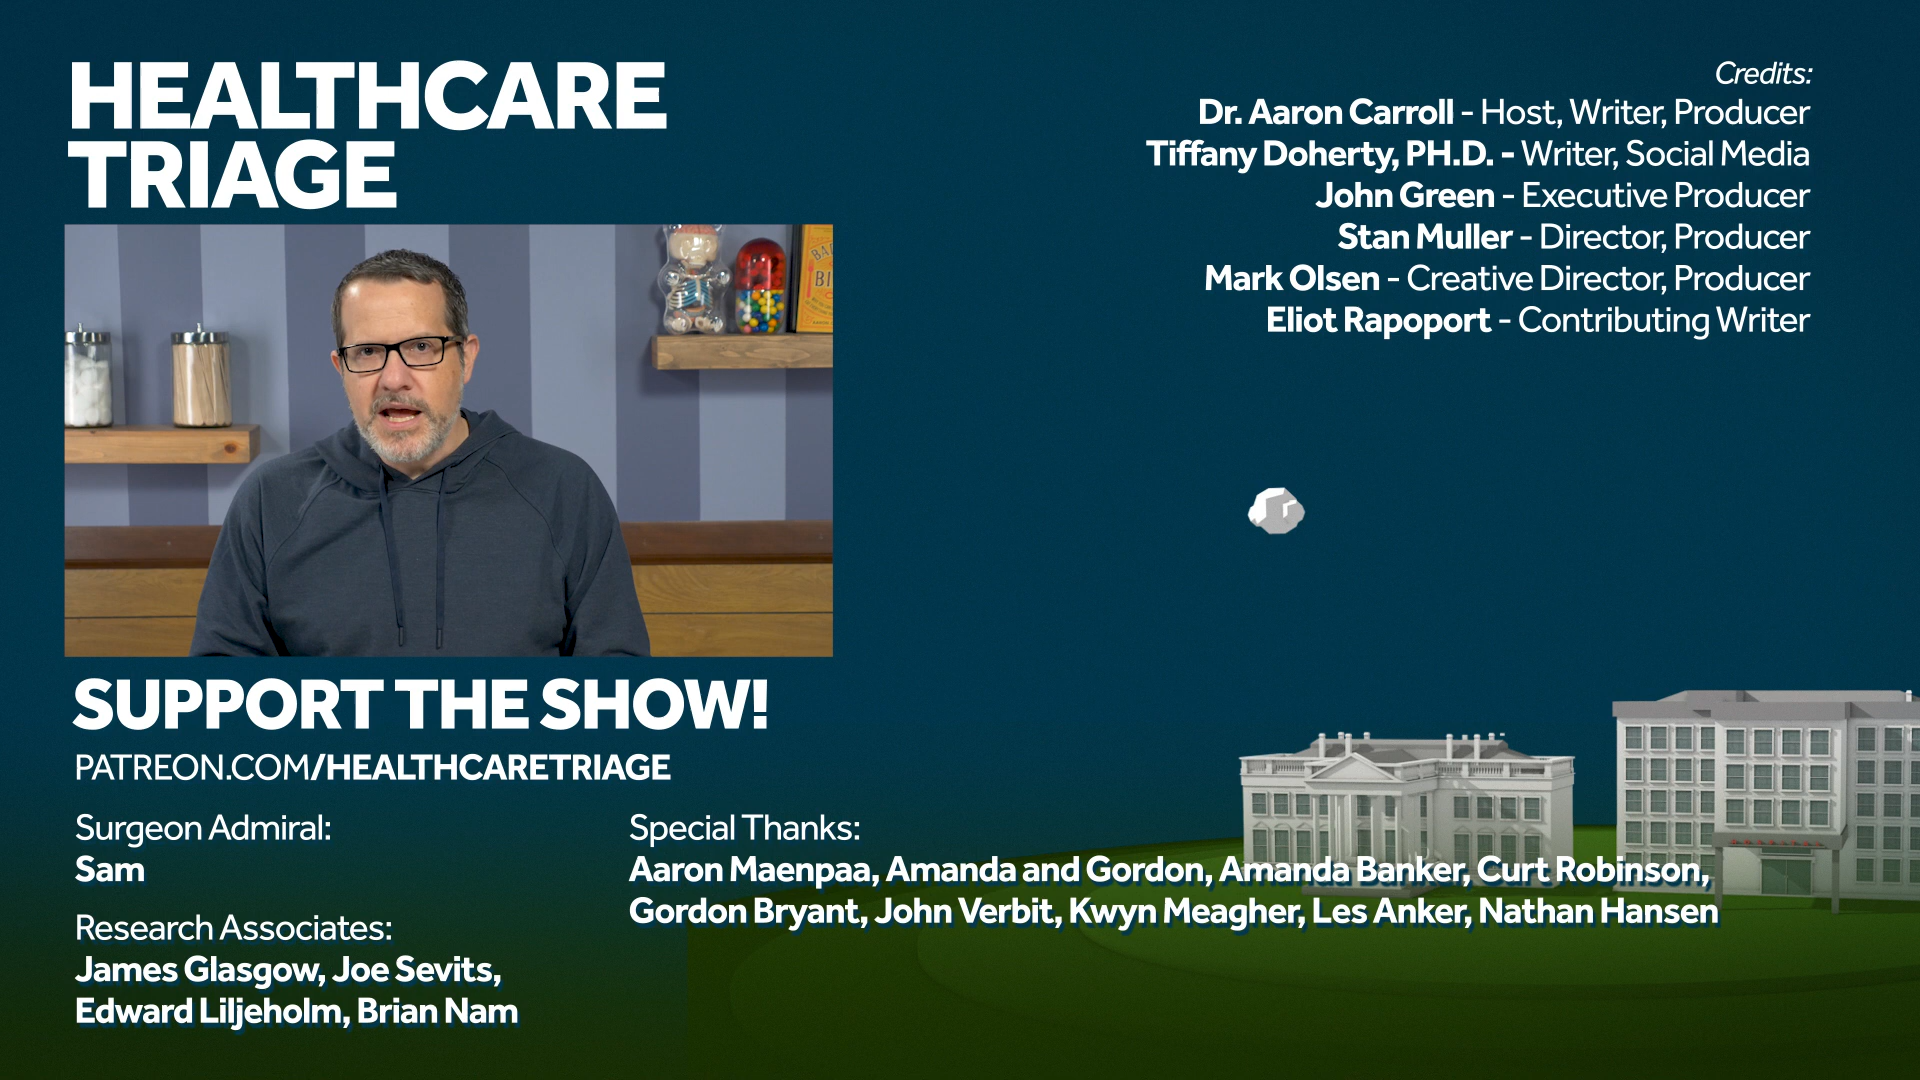 HEALTHCARE
TRIAGE
Credits:
Dr. Aaron Carroll - Host, Writer, Producer
Tiffany Doherty, PH.D. - Writer, Social Media
John Green - Executive Producer
Stan Muller - Director, Producer
Mark Olsen - Creative Director, Producer
Eliot Rapoport - Contributing Writer
SUPPORT THE SHOW!
PATREON.COM/HEALTHCARETRIAGE
Surgeon Admiral:
Sam
Research Associates:
James Glasgow, Joe Sevits,
Edward Liljeholm, Brian Nam
Special Thanks:
Aaron Maenpaa, Amanda and Gordon, Amanda Banker, Curt Robinson,
Gordon Bryant, John Verbit, Kwyn Meagher, Les Anker, Nathan Hansen